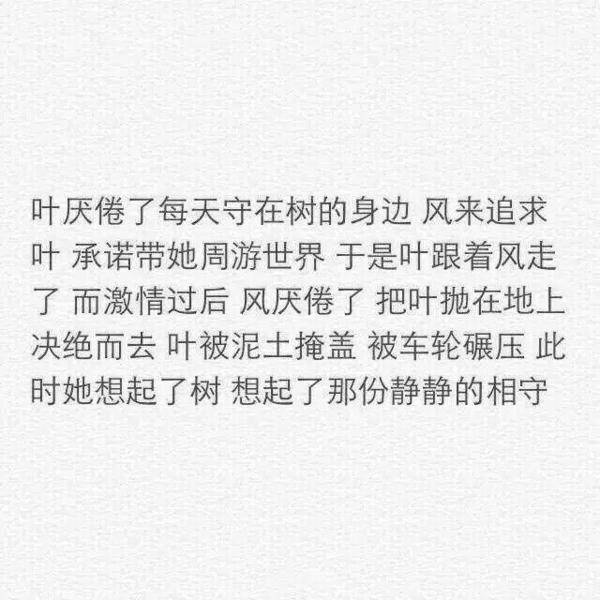 叶厌倦了每天守在树的身边 风来追求
叶 承诺带她周游世界 于是叶跟着风走
了 而激情过后 风厌倦了 把叶抛在地上
决绝而去 叶被泥土掩盖 被车轮碾压 此
时她想起了树 想起了那份静静的相守